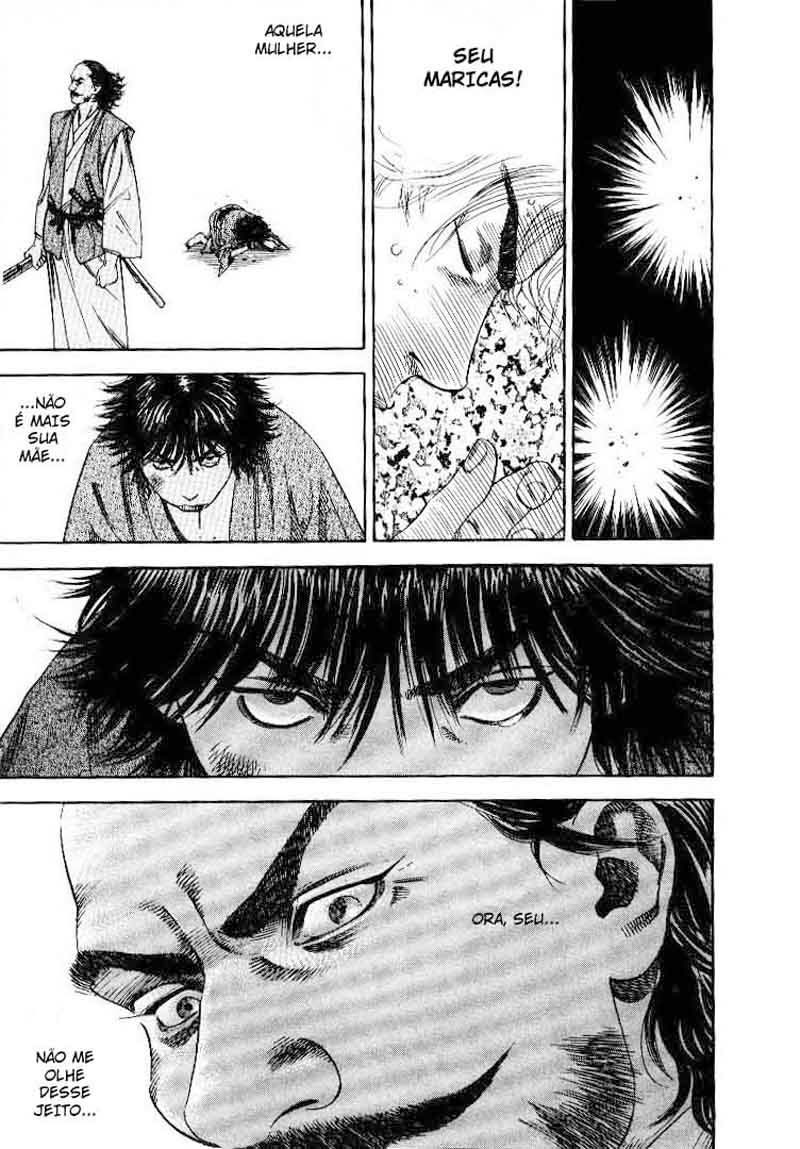 SEU
MARICAS!
AQUELA
MULHER...
...NÃO
É MAIS
SUA
MÃE...
ORA, SEU...
NÃO ME
OLHE
DESSE
JEITO...